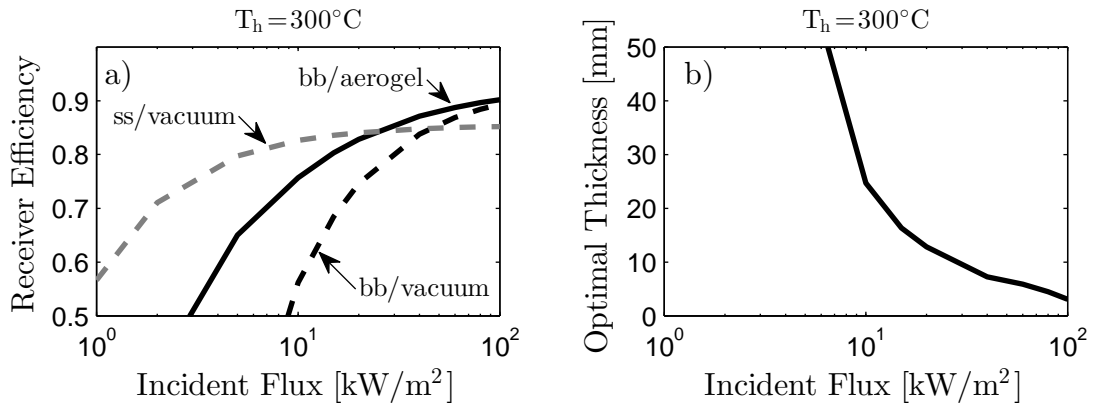 T_h=300°C
a)
bb/aerogel
ss/vacuum
bb/vacuum
Receiver Efficiency
0.9
0.8
0.7
0.6
0.5
10^0
10^1
10^2
Incident Flux [kW/m²]
T_h=300°C
b)
Optimal Thickness [mm]
50
40
30
20
10
0
10^0
10^1
10^2
Incident Flux [kW/m²]